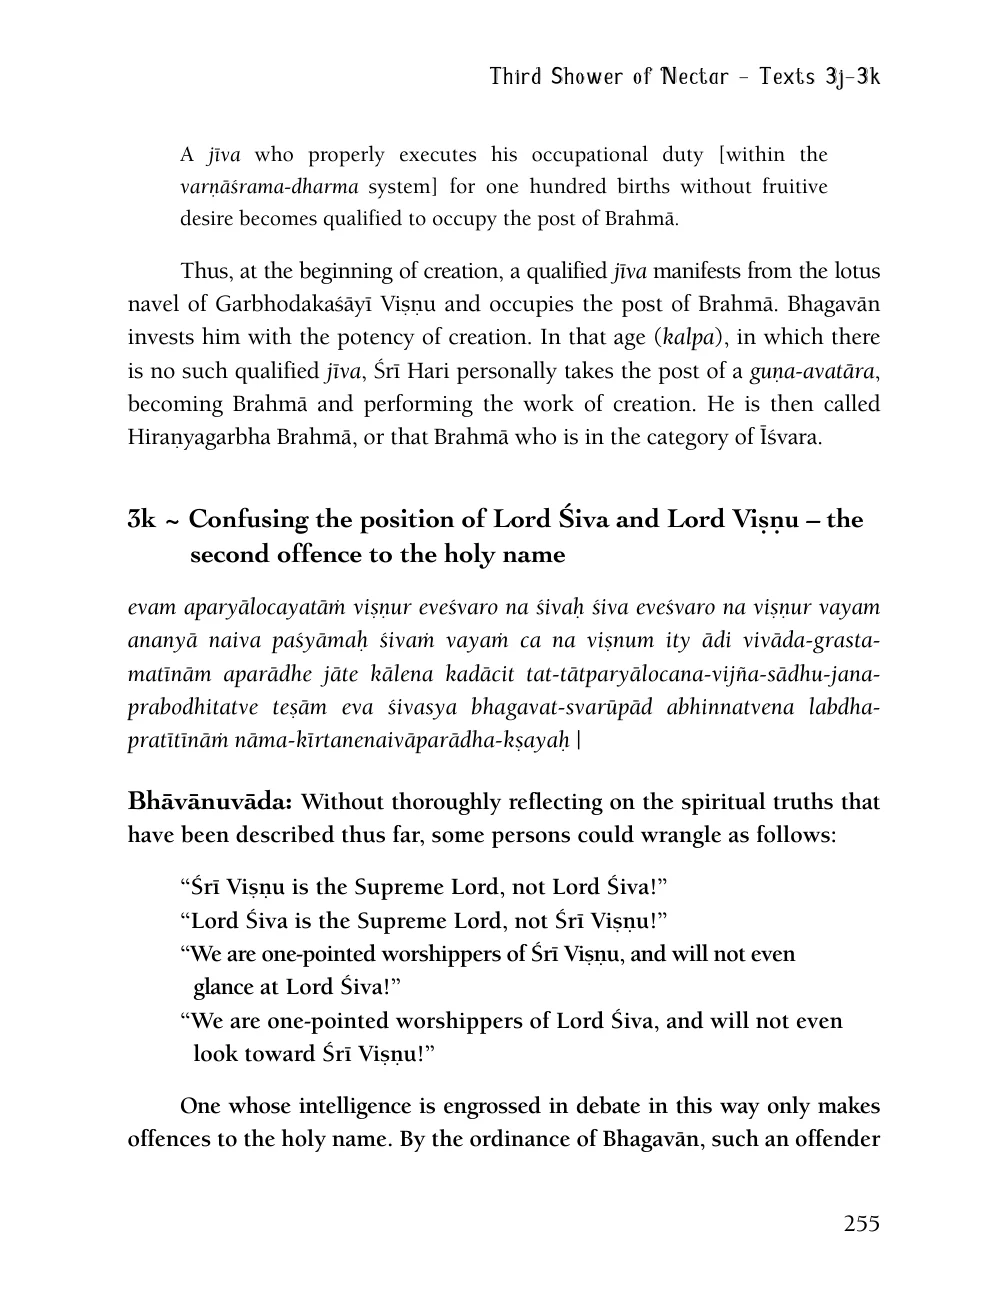 Third Shower of Nectar – Texts 3j–3k
A jīva who properly executes his occupational duty [within the
varṇāśrama-dharma system] for one hundred births without fruitive
desire becomes qualified to occupy the post of Brahmā.
Thus, at the beginning of creation, a qualified jīva manifests from the lotus
navel of Garbhodakaśāyī Viṣṇu and occupies the post of Brahmā. Bhagavān
invests him with the potency of creation. In that age (kalpa), in which there
is no such qualified jīva, Śrī Hari personally takes the post of a guṇa-avatāra,
becoming Brahmā and performing the work of creation. He is then called
Hiraṇyagarbha Brahmā, or that Brahmā who is in the category of Īśvara.
3k ~ Confusing the position of Lord Śiva and Lord Viṣṇu – the
second offence to the holy name
evam aparyālocayatāṁ viṣṇur eveśvaro na śivaḥ śiva eveśvaro na viṣṇur vayam
ananyā naiva paśyāmaḥ śivaṁ vayaṁ ca na viṣnum ity ādi vivāda-grasta-
matīnām aparādhe jāte kālena kadācit tat-tātparyālocana-vijña-sādhu-jana-
prabodhitatve teṣām eva śivasya bhagavat-svarūpād abhinnatvena labdha-
pratītīnāṁ nāma-kīrtanenaivāparādha-kṣayaḥ |
Bhāvānuvāda: Without thoroughly reflecting on the spiritual truths that
have been described thus far, some persons could wrangle as follows:
“Śrī Viṣṇu is the Supreme Lord, not Lord Śiva!”
“Lord Śiva is the Supreme Lord, not Śrī Viṣṇu!”
“We are one-pointed worshippers of Śrī Viṣṇu, and will not even
glance at Lord Śiva!”
“We are one-pointed worshippers of Lord Śiva, and will not even
look toward Śrī Viṣṇu!”
One whose intelligence is engrossed in debate in this way only makes
offences to the holy name. By the ordinance of Bhagavān, such an offender
255